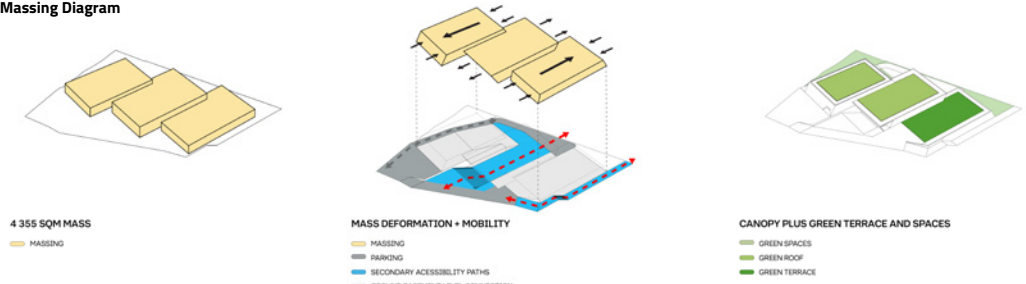 Massing Diagram
4 355 SQM MASS
MASSING
MASS DEFORMATION + MOBILITY
MASSING
PARKING
SECONDARY ACESSIBILITY PATHS
CANOPY PLUS GREEN TERRACE AND SPACES
GREEN SPACES
GREEN ROOF
GREEN TERRACE